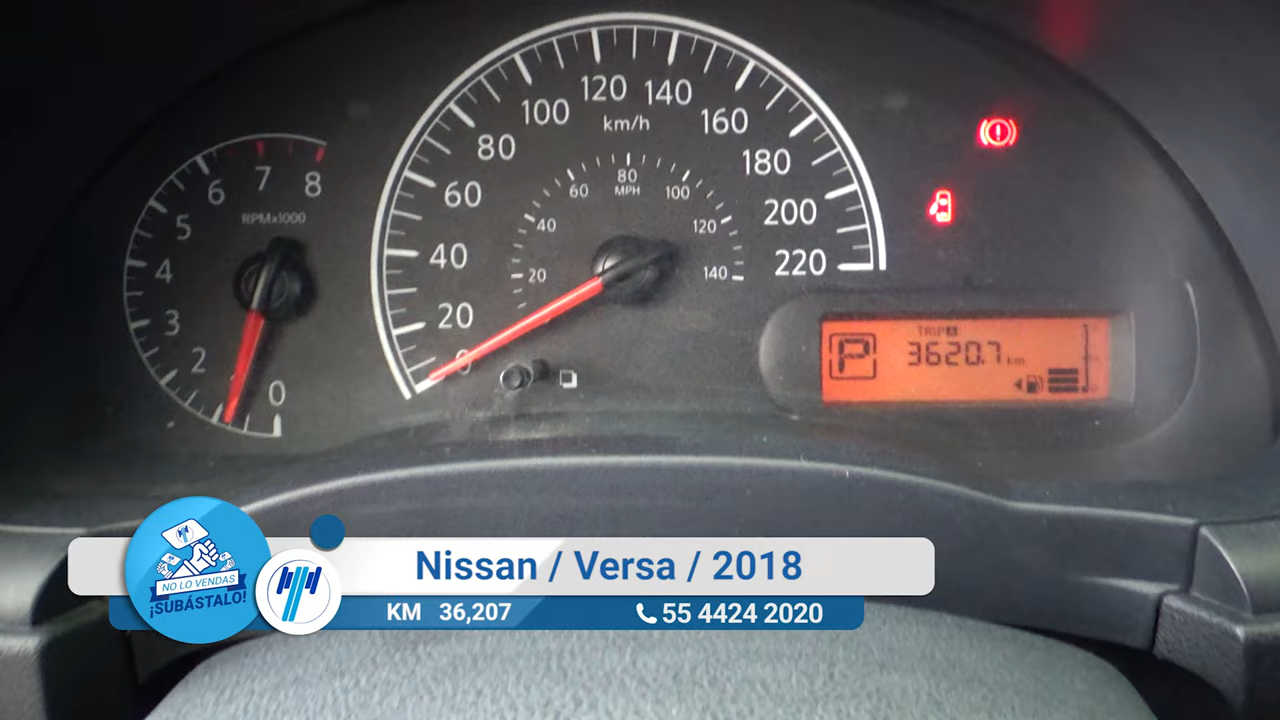 120 140
100 160
80 km/h 180
60 200
40 220
20
0
80
MPH
60 100
40 120
20 140
6 7 8
5 RPMx1000
4
3
2
0
TRIP A
P 3620.7 km
NO LO VENDAS
¡SUBÁSTALO!
Nissan / Versa / 2018
KM 36,207 55 4424 2020